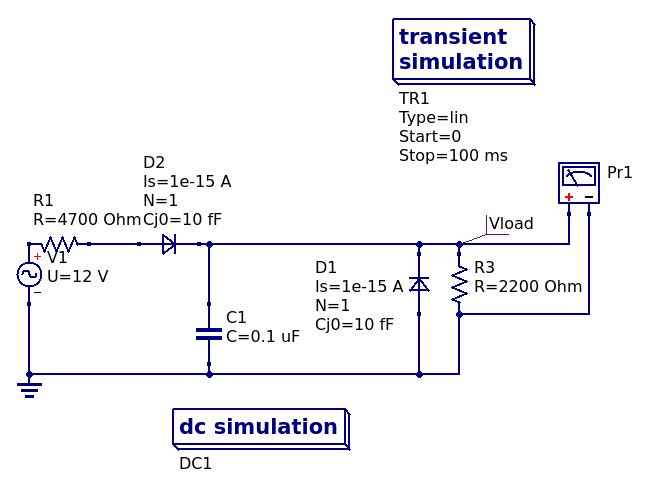 transient
simulation
TR1
Type=lin
Start=0
Stop=100 ms
D2
Is=1e-15 A
N=1
Cj0=10 fF
R1
R=4700 Ohm
V1
U=12 V
+
−
Pr1
+ −
Vload
D1
Is=1e-15 A
N=1
Cj0=10 fF
R3
R=2200 Ohm
C1
C=0.1 uF
dc simulation
DC1